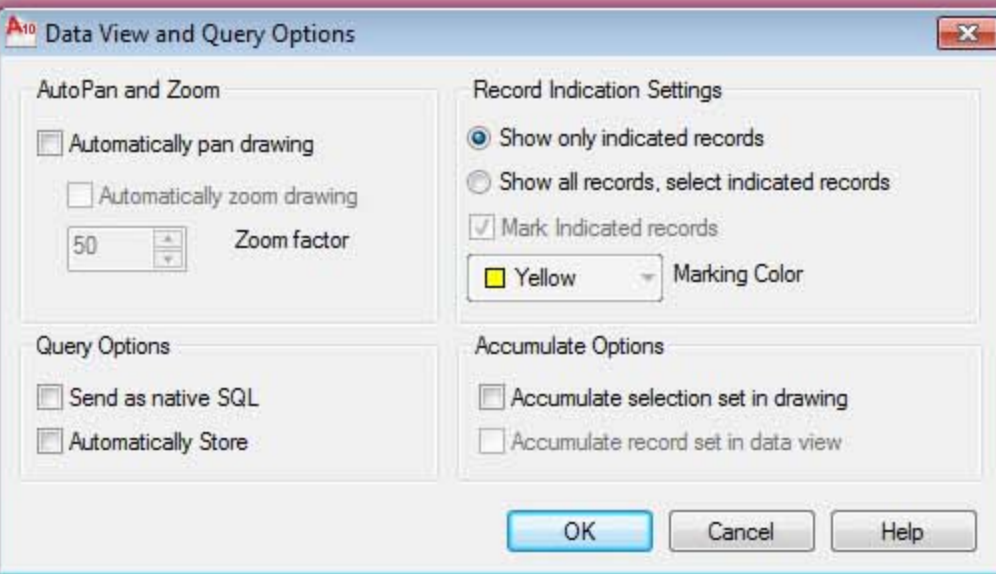 A10 Data View and Query Options
AutoPan and Zoom
Automatically pan drawing
Automatically zoom drawing
50 Zoom factor
Record Indication Settings
Show only indicated records
Show all records, select indicated records
Mark Indicated records
Yellow Marking Color
Query Options
Send as native SQL
Automatically Store
Accumulate Options
Accumulate selection set in drawing
Accumulate record set in data view
OK Cancel Help